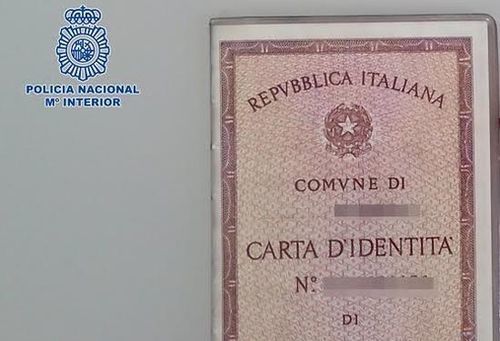 POLICIA NACIONAL
Mº INTERIOR
REPVBBLICA ITALIANA
COMVNE DI
CARTA D'IDENTITA'
N.º
DI